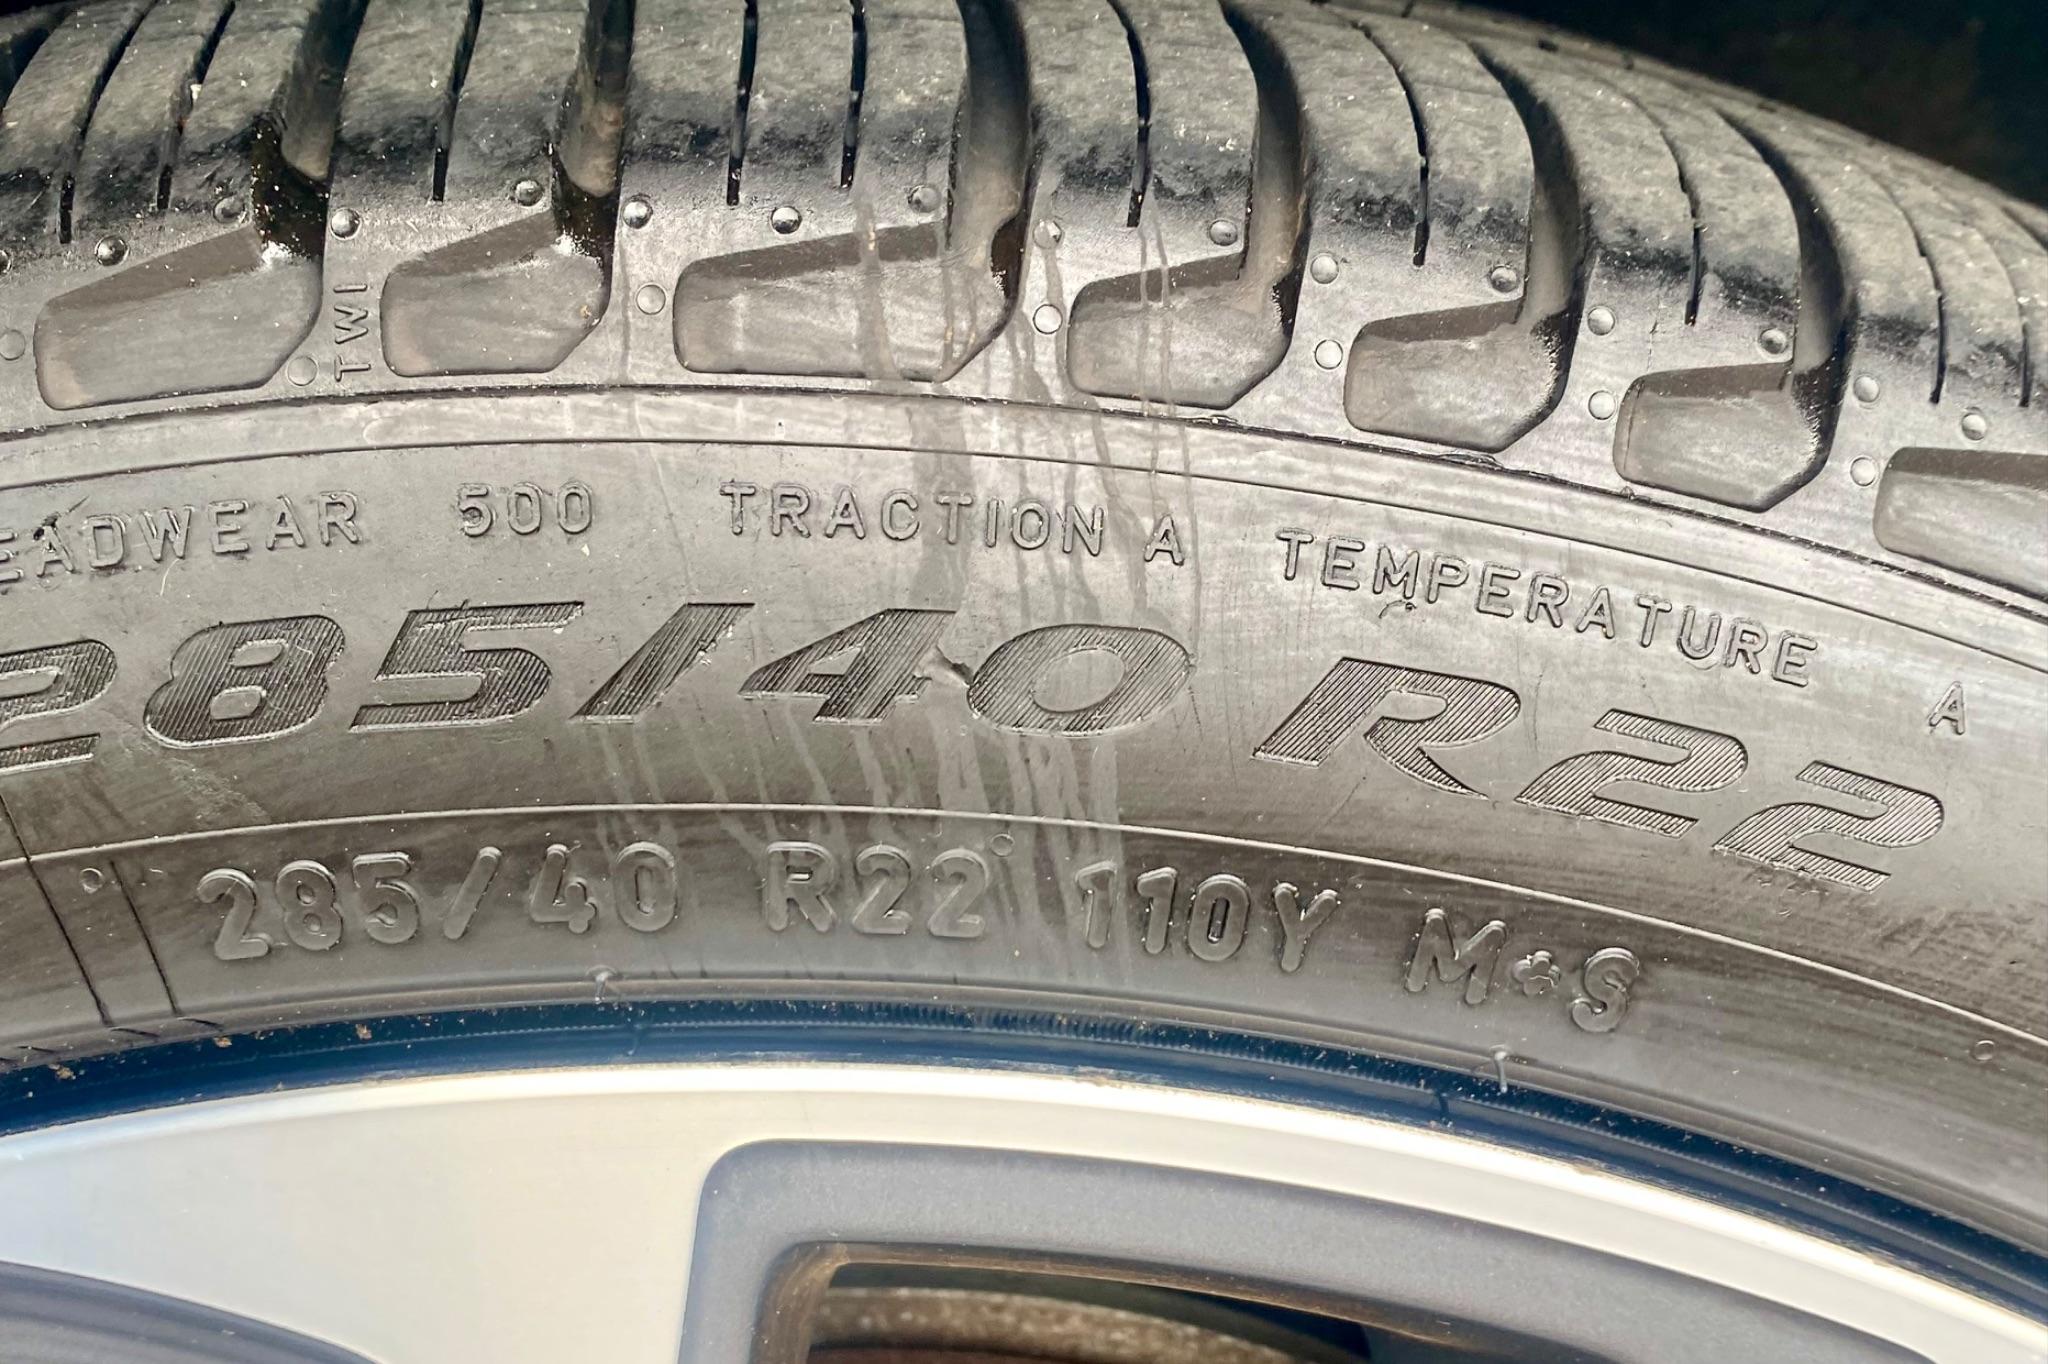 TWI
EADWEAR 500 TRACTION A TEMPERATURE A
285/40 R22
285/40 R22 110Y M+S